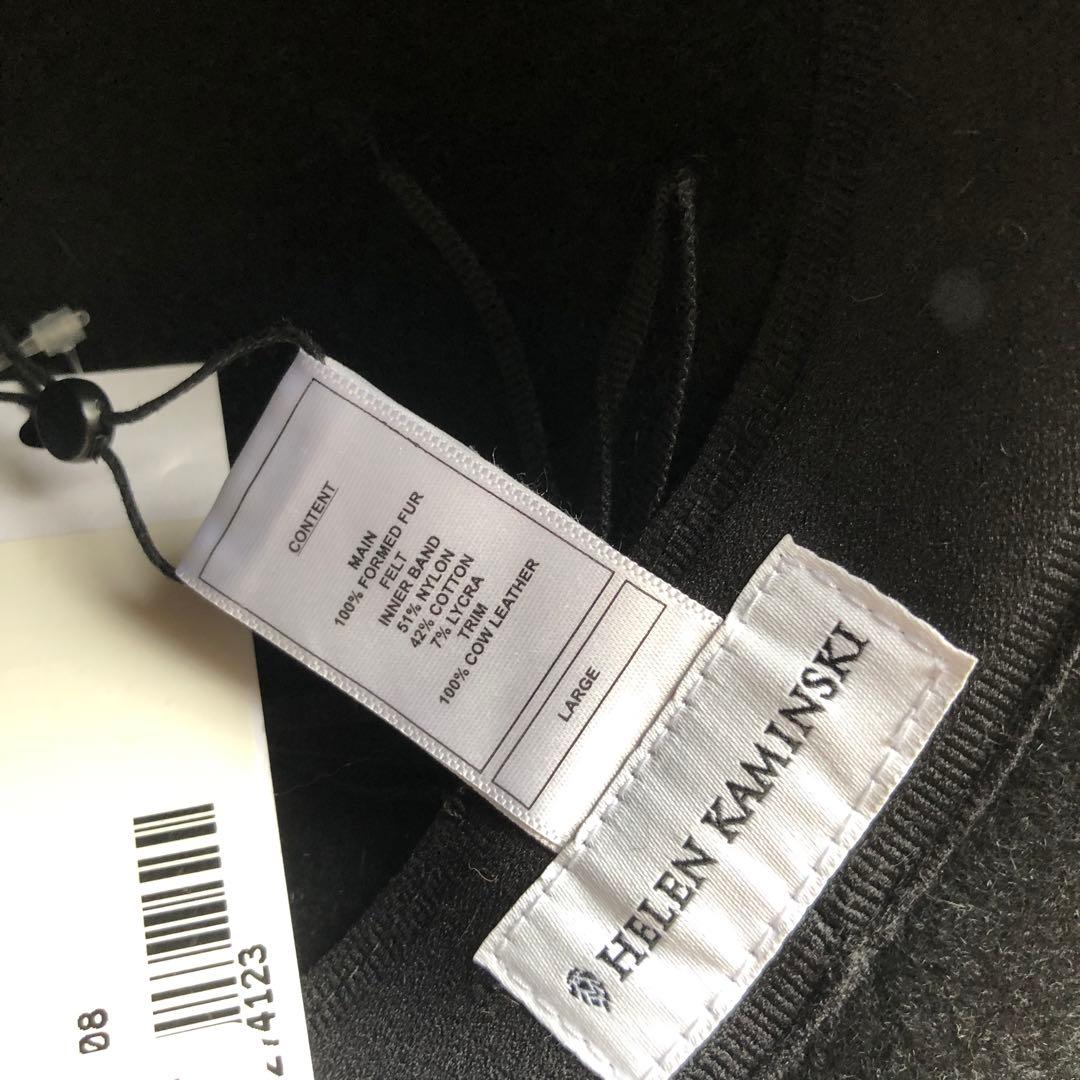 CONTENT
MAIN
100% FORMED FUR
FELT
INNER BAND
51% NYLON
42% COTTON
7% LYCRA
TRIM
100% COW LEATHER
LARGE
HELEN KAMINSKI
08
274123